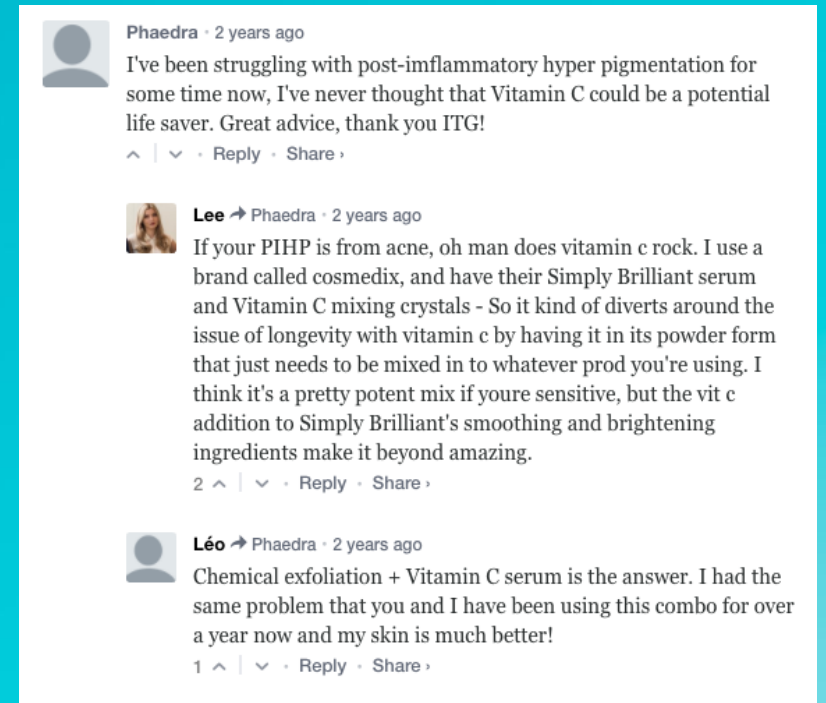 Phaedra • 2 years ago
I've been struggling with post-imflammatory hyper pigmentation for
some time now, I've never thought that Vitamin C could be a potential
life saver. Great advice, thank you ITG!
• Reply • Share ›
Lee → Phaedra • 2 years ago
If your PIHP is from acne, oh man does vitamin c rock. I use a
brand called cosmedix, and have their Simply Brilliant serum
and Vitamin C mixing crystals - So it kind of diverts around the
issue of longevity with vitamin c by having it in its powder form
that just needs to be mixed in to whatever prod you're using. I
think it's a pretty potent mix if youre sensitive, but the vit c
addition to Simply Brilliant's smoothing and brightening
ingredients make it beyond amazing.
2 • Reply • Share ›
Léo → Phaedra • 2 years ago
Chemical exfoliation + Vitamin C serum is the answer. I had the
same problem that you and I have been using this combo for over
a year now and my skin is much better!
1 • Reply • Share ›